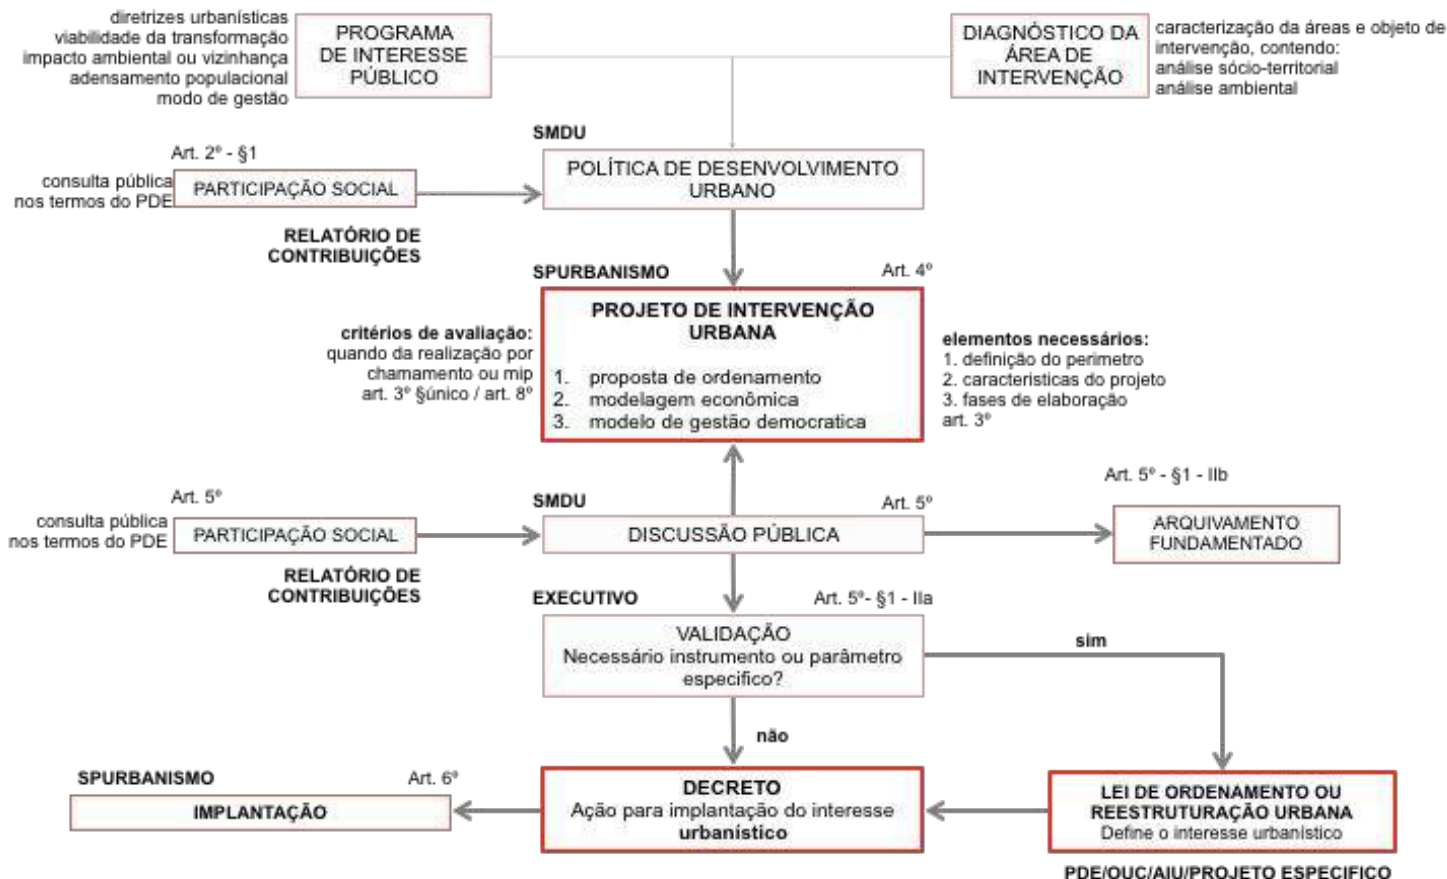 diretrizes urbanísticas
viabilidade da transformação
impacto ambiental ou vizinhança
adensamento populacional
modo de gestão
PROGRAMA
DE INTERESSE
PÚBLICO
DIAGNÓSTICO DA
ÁREA DE
INTERVENÇÃO
caracterização da áreas e objeto de
intervenção, contendo:
análise sócio-territorial
análise ambiental
SMDU
POLÍTICA DE DESENVOLVIMENTO
URBANO
Art. 2º - §1
consulta pública
nos termos do PDE
PARTICIPAÇÃO SOCIAL
RELATÓRIO DE
CONTRIBUIÇÕES
SPURBANISMO
Art. 4º
PROJETO DE INTERVENÇÃO
URBANA
1. proposta de ordenamento
2. modelagem econômica
3. modelo de gestão democratica
critérios de avaliação:
quando da realização por
chamamento ou mip
art. 3º §único / art. 8º
elementos necessários:
1. definição do perimetro
2. caracteristicas do projeto
3. fases de elaboração
art. 3º
Art. 5º
consulta pública
nos termos do PDE
PARTICIPAÇÃO SOCIAL
RELATÓRIO DE
CONTRIBUIÇÕES
SMDU
Art. 5º
DISCUSSÃO PÚBLICA
Art. 5º - §1 - IIb
ARQUIVAMENTO
FUNDAMENTADO
EXECUTIVO
Art. 5º- §1 - IIa
VALIDAÇÃO
Necessário instrumento ou parâmetro
especifico?
sim
não
SPURBANISMO
Art. 6º
IMPLANTAÇÃO
DECRETO
Ação para implantação do interesse
urbanístico
LEI DE ORDENAMENTO OU
REESTRUTURAÇÃO URBANA
Define o interesse urbanístico
PDE/OUC/AIU/PROJETO ESPECIFICO